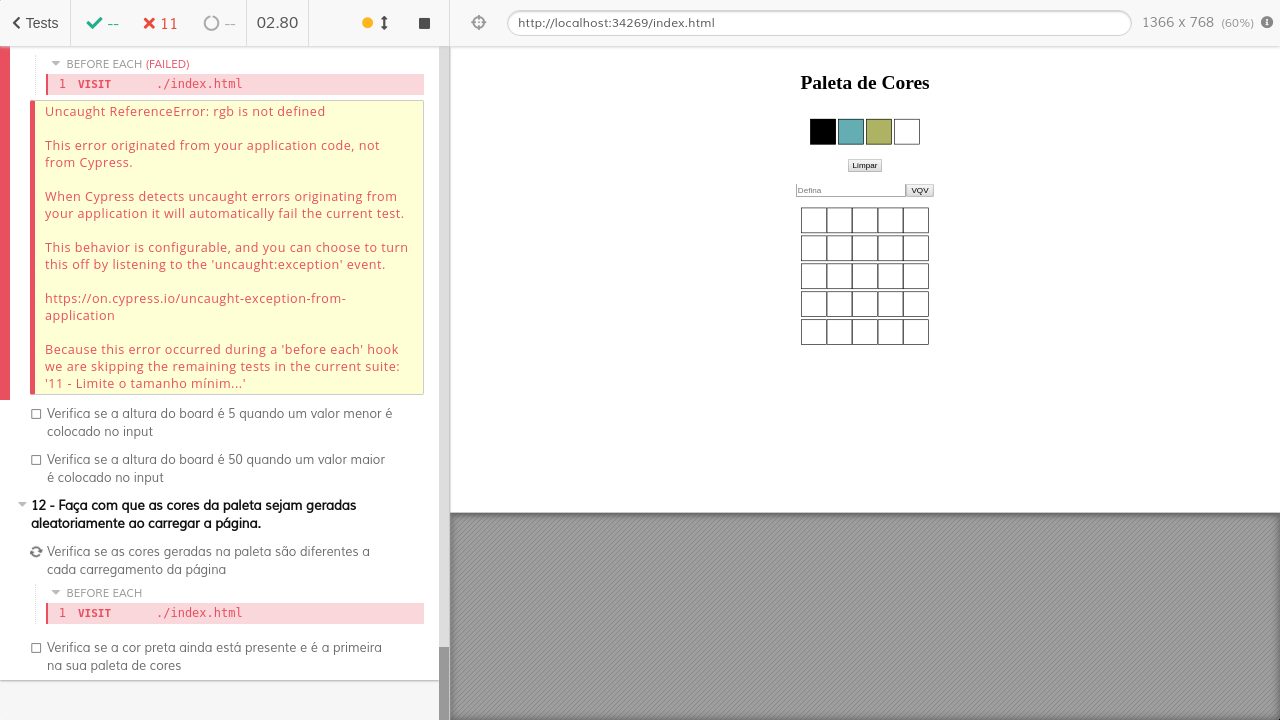 Tests
--
11
--
02.80
http://localhost:34269/index.html
1366 x 768 (60%)
BEFORE EACH (FAILED)
1 VISIT ./index.html
Uncaught ReferenceError: rgb is not defined
This error originated from your application code, not
from Cypress.
When Cypress detects uncaught errors originating from
your application it will automatically fail the current test.
This behavior is configurable, and you can choose to turn
this off by listening to the 'uncaught:exception' event.
https://on.cypress.io/uncaught-exception-from-
application
Because this error occurred during a 'before each' hook
we are skipping the remaining tests in the current suite:
'11 - Limite o tamanho mínim...'
Verifica se a altura do board é 5 quando um valor menor é
colocado no input
Verifica se a altura do board é 50 quando um valor maior
é colocado no input
12 - Faça com que as cores da paleta sejam geradas
aleatoriamente ao carregar a página.
Verifica se as cores geradas na paleta são diferentes a
cada carregamento da página
BEFORE EACH
1 VISIT ./index.html
Verifica se a cor preta ainda está presente e é a primeira
na sua paleta de cores
Paleta de Cores
Limpar
Defina
VQV